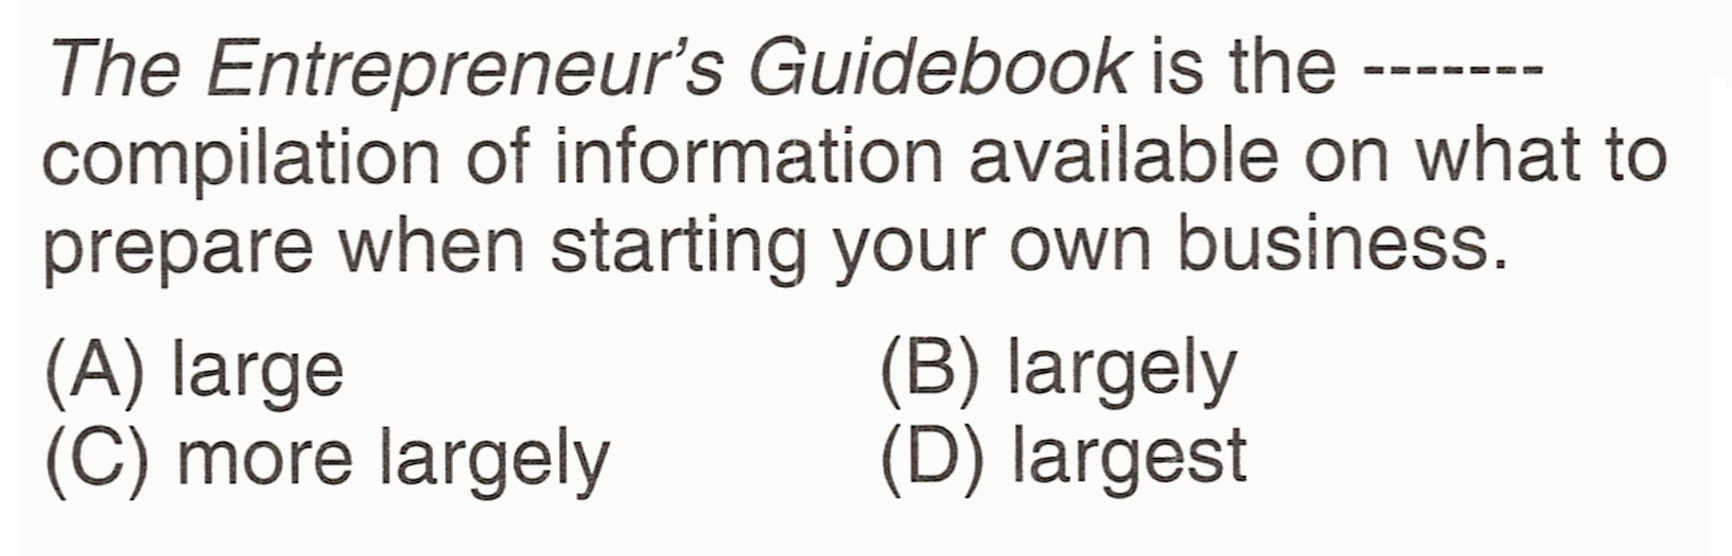 The Entrepreneur's Guidebook is the -------
compilation of information available on what to
prepare when starting your own business.
(A) large (B) largely
(C) more largely (D) largest